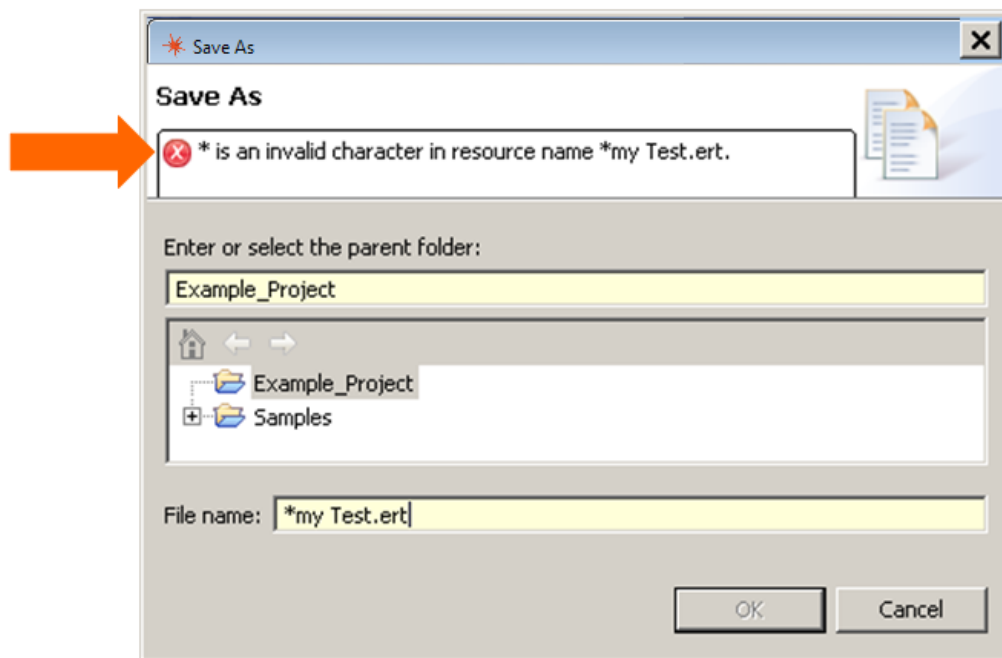 Save As
Save As
* is an invalid character in resource name *my Test.ert.
Enter or select the parent folder:
Example_Project
Example_Project
Samples
File name: *my Test.ert
OK Cancel